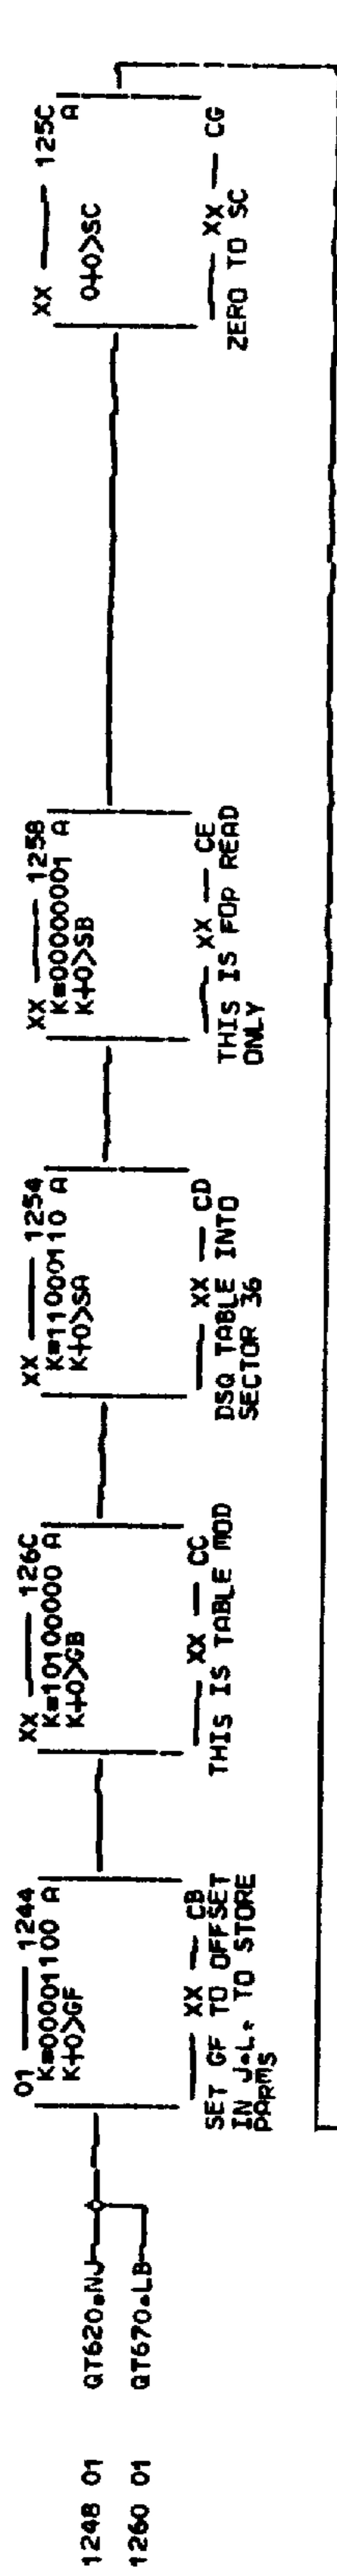 1248 01 QT620.NJ
1260 01 QT670.LB
01 1244
K=00001100 A
K+0>GF
XX CB
SET GF TO OFFSET
IN J.L. TO STORE
PARMS
XX 126C
K=10100000 A
K+0>GB
XX CC
THIS IS TABLE MOD
XX 1254
K=11000110 A
K+0>SA
XX CD
DSQ TABLE INTO
SECTOR 36
XX 1258
K=00000001 A
K+0>SB
XX CE
THIS IS FOR READ
ONLY
XX 125C
A
0+0>SC
XX CG
ZERO TO SC